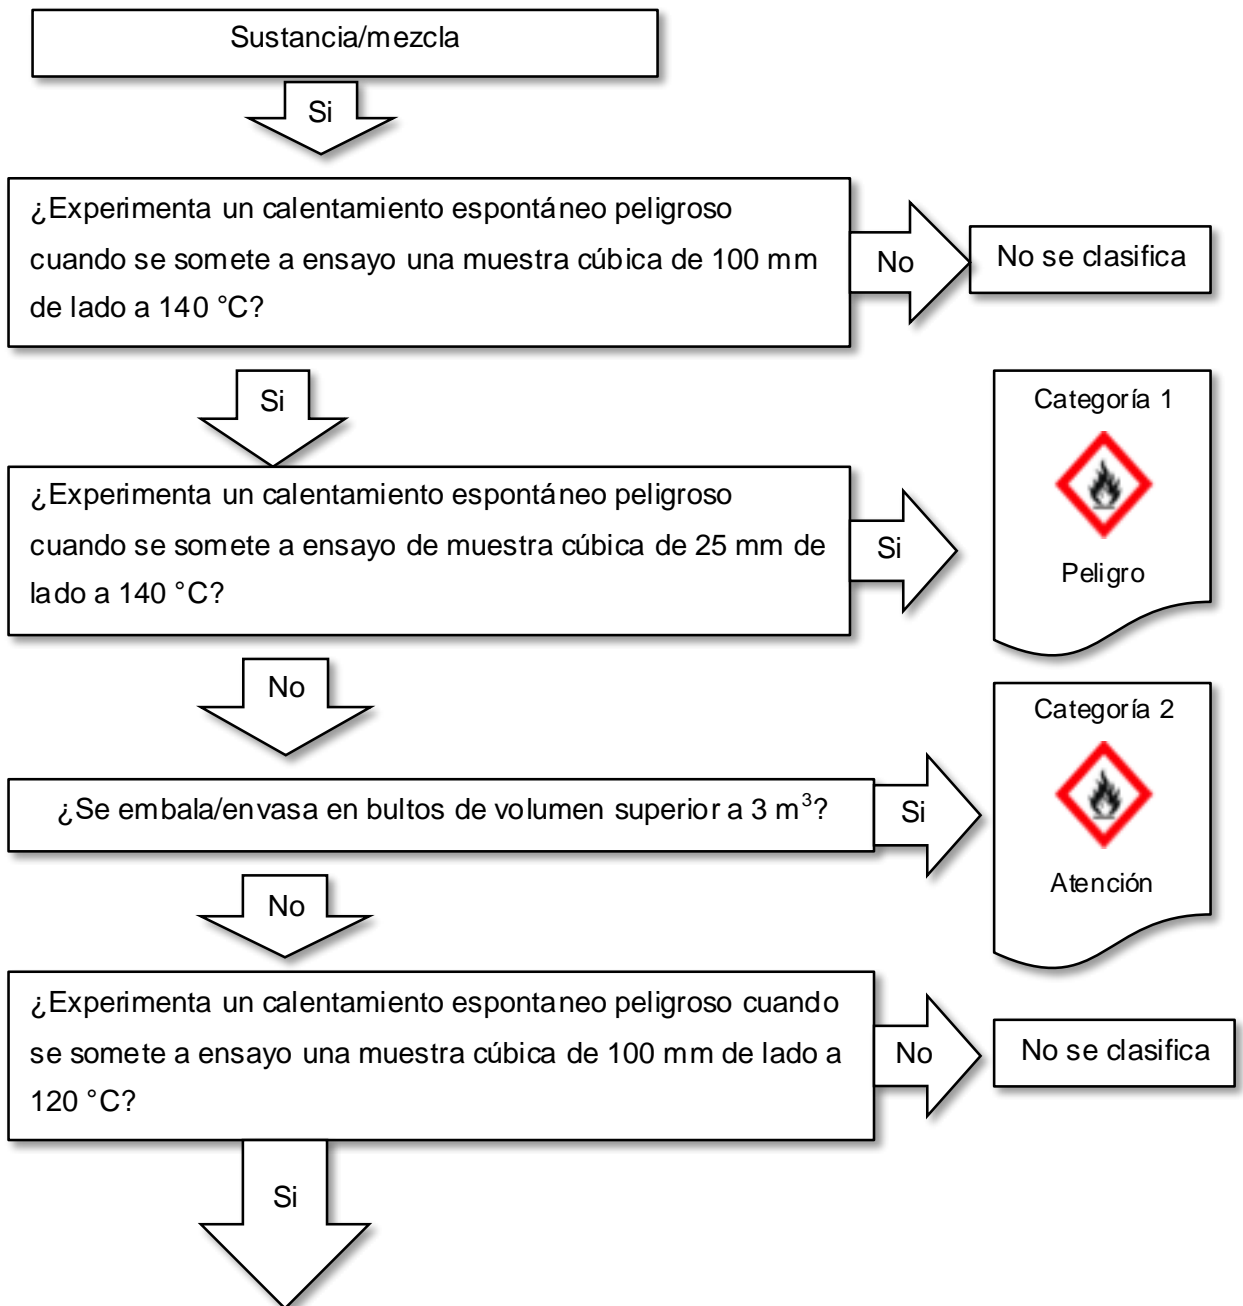 Sustancia/mezcla
Si
¿Experimenta un calentamiento espontáneo peligroso
cuando se somete a ensayo una muestra cúbica de 100 mm
de lado a 140 °C?
No
No se clasifica
Si
Categoría 1
Peligro
¿Experimenta un calentamiento espontáneo peligroso
cuando se somete a ensayo de muestra cúbica de 25 mm de
lado a 140 °C?
Si
No
Categoría 2
Atención
¿Se embala/envasa en bultos de volumen superior a 3 m³?
Si
No
¿Experimenta un calentamiento espontaneo peligroso cuando
se somete a ensayo una muestra cúbica de 100 mm de lado a
120 °C?
No
No se clasifica
Si